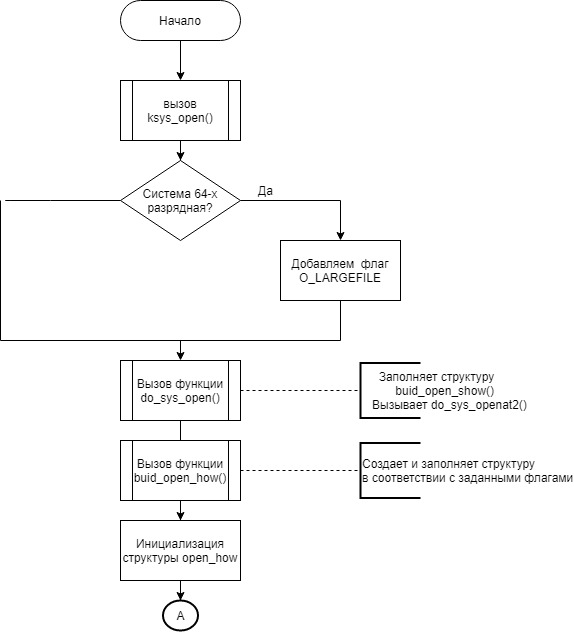 Начало
вызов
ksys_open()
Система 64-х
разрядная?
Да
Добавляем флаг
O_LARGEFILE
Вызов функции
do_sys_open()
Заполняет структуру
buid_open_show()
Вызывает do_sys_openat2()
Вызов функции
buid_open_how()
Создает и заполняет структуру
в соответствии с заданными флагами
Инициализация
структуры open_how
A